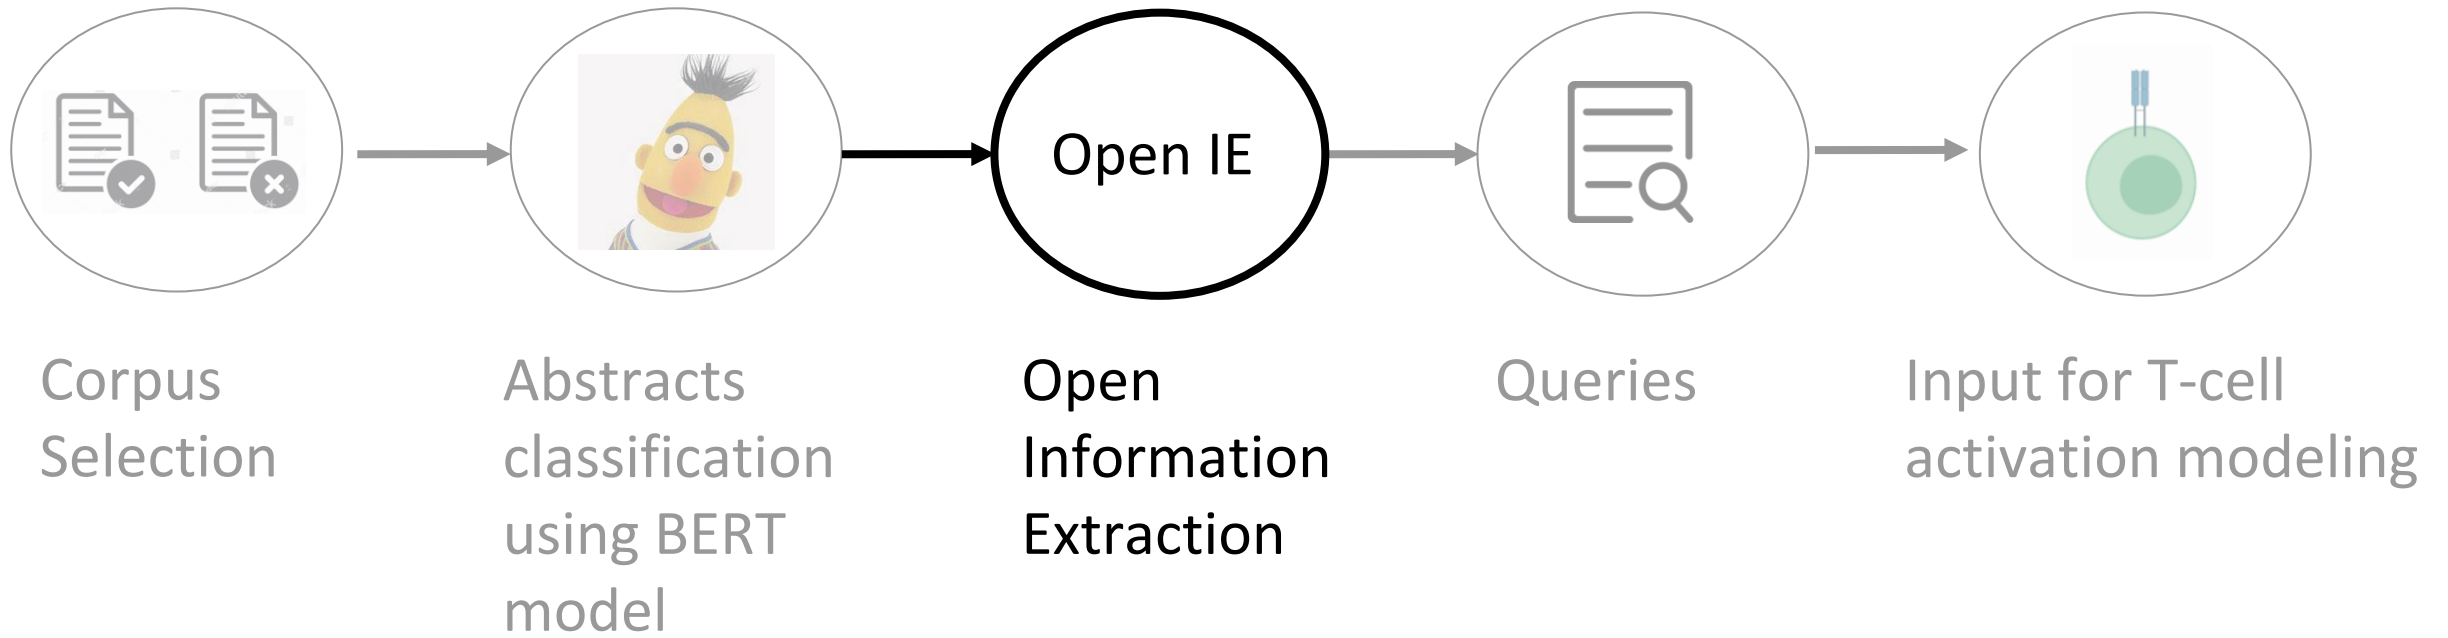 Open IE
Corpus
Selection
Abstracts
classification
using BERT
model
Open
Information
Extraction
Queries
Input for T-cell
activation modeling